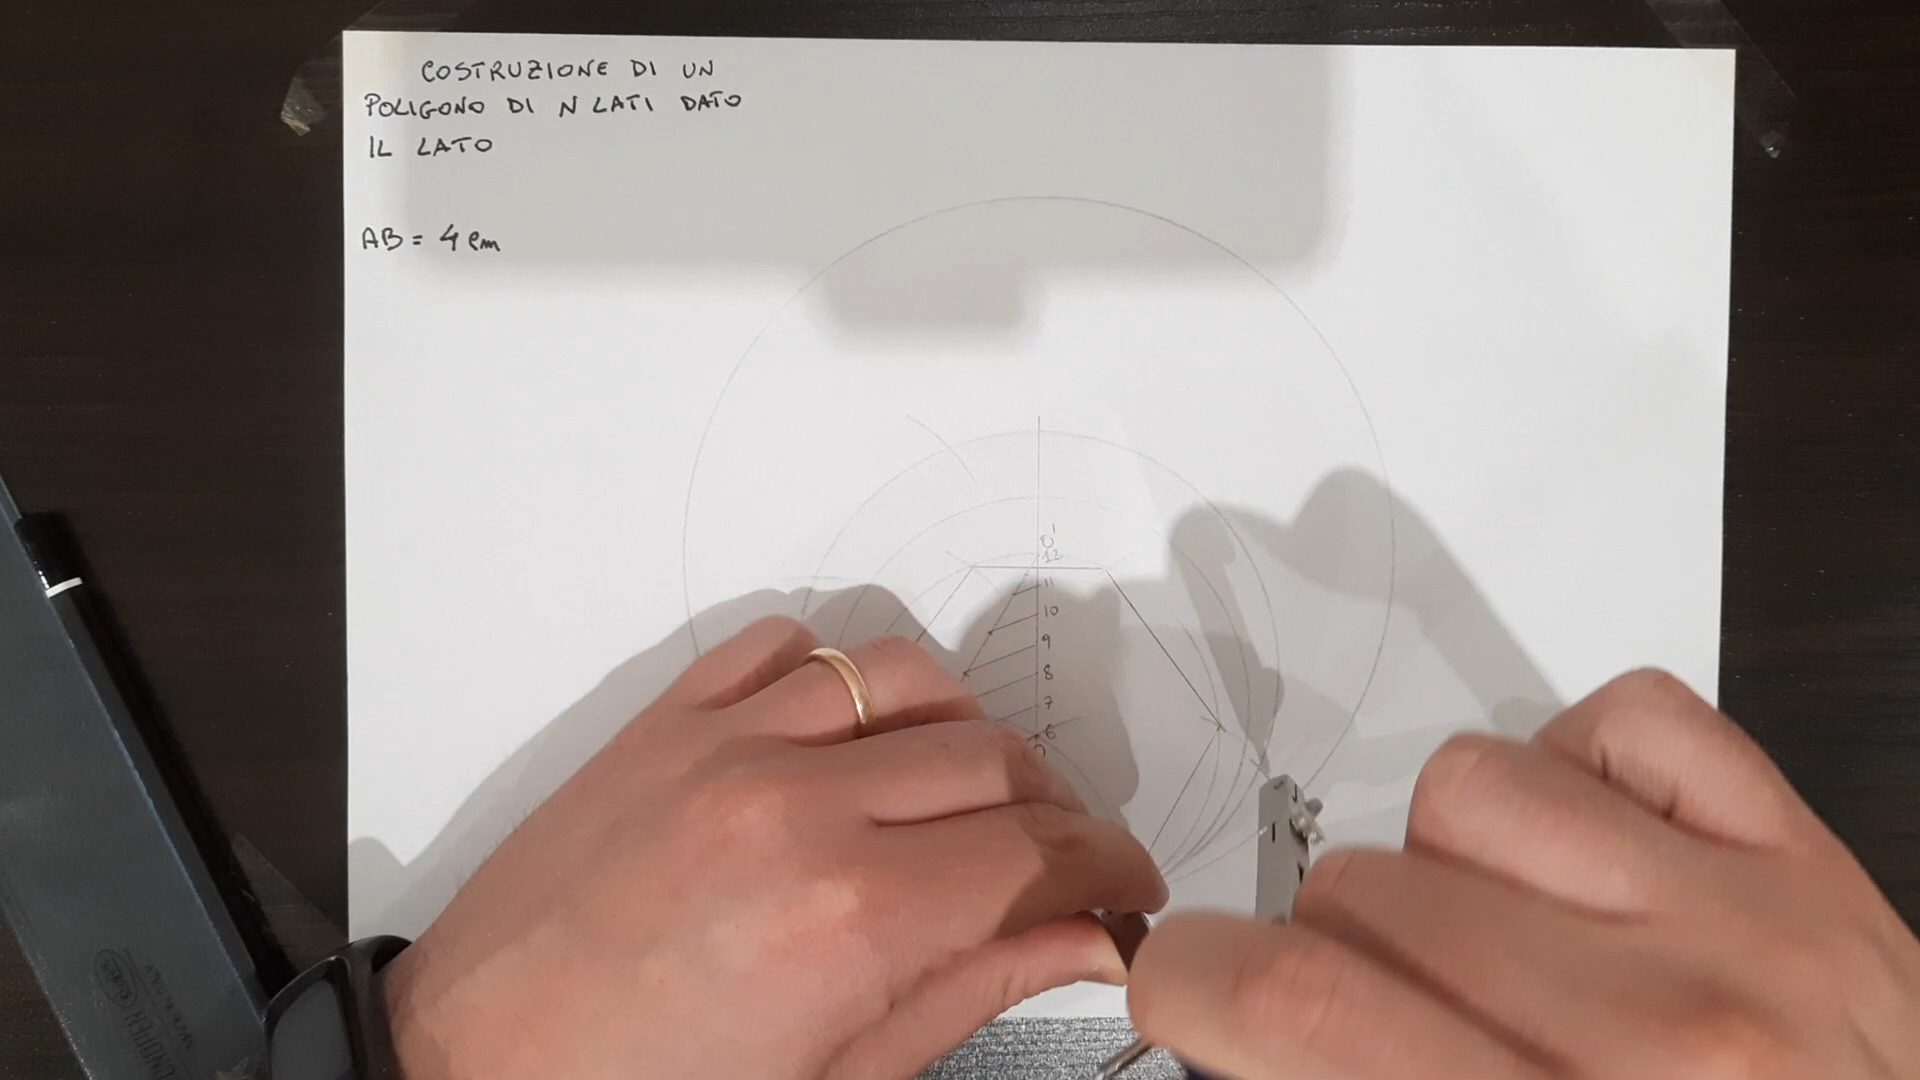 COSTRUZIONE DI UN
POLIGONO DI N LATI DATO
IL LATO
AB = 4 cm
12
11
10
9
8
7
6